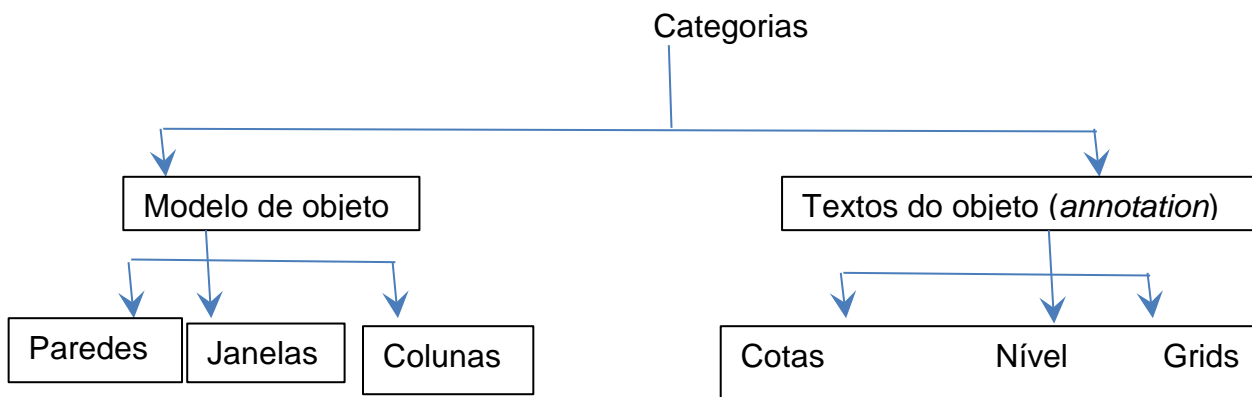 Categorias
Modelo de objeto
Textos do objeto (annotation)
Paredes
Janelas
Colunas
Cotas
Nível
Grids